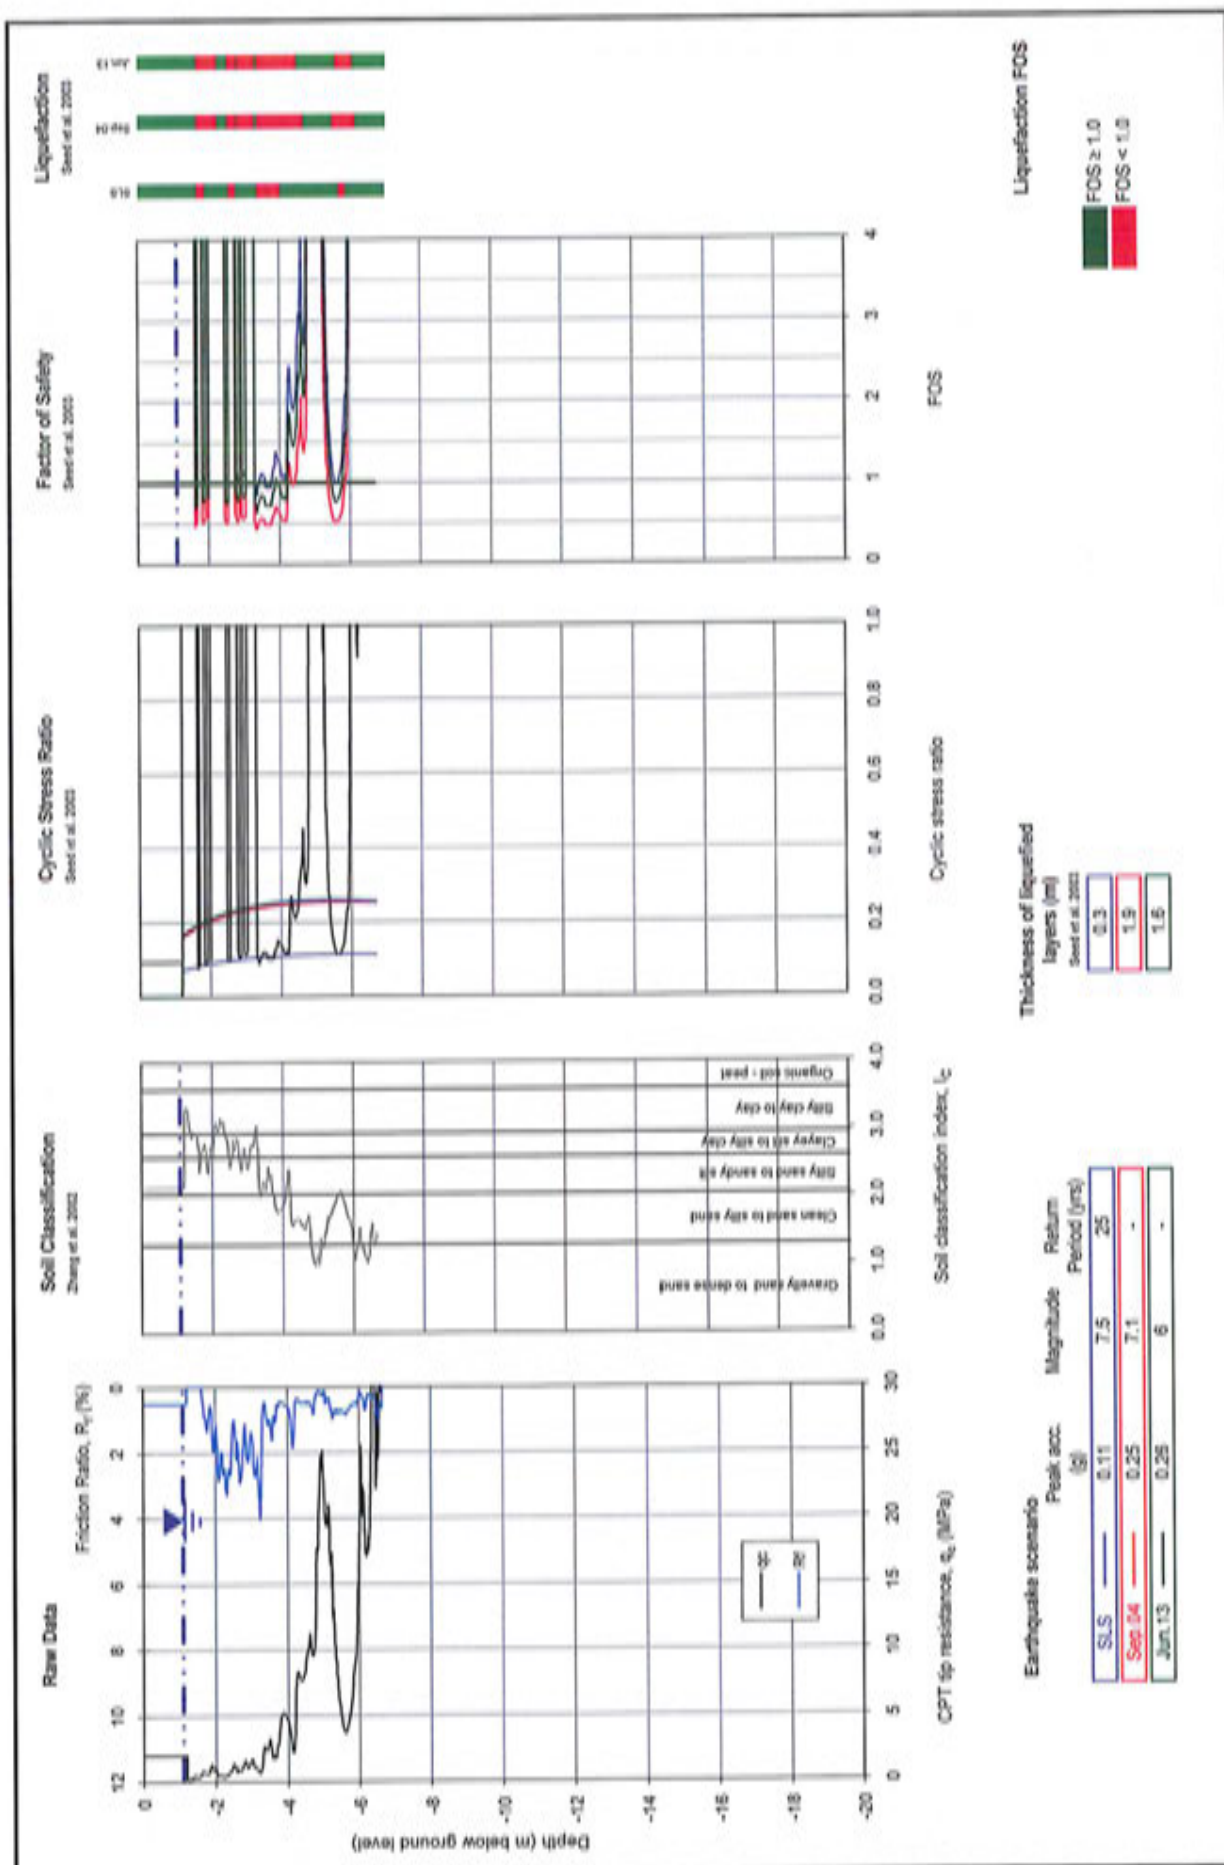 Raw Data
Friction Ratio, Rf (%)
12
10
8
6
4
2
0
0
-2
-4
-6
-8
-10
-12
-14
-16
-18
-20
Depth (m below ground level)
qc
Rf
0
5
10
15
20
25
30
CPT tip resistance, qc (MPa)
Soil Classification
Zhang et al. 2002
Gravelly sand to dense sand
Clean sand to silty sand
Silty sand to sandy silt
Clayey silt to silty clay
Silty clay to clay
Organic soil - peat
0.0
1.0
2.0
3.0
4.0
Soil classification index, IC
Cyclic Stress Ratio
Seed et al. 2003
0.0
0.2
0.4
0.6
0.8
1.0
Cyclic stress ratio
Factor of Safety
Seed et al. 2003
0
1
2
3
4
FOS
Liquefaction
Seed et al. 2003
SLS
Sep.04
Jun.13
Earthquake scenario
Peak acc. (g)
Magnitude
Return Period (yrs)
SLS 0.11 7.5 25
Sep.04 0.25 7.1 -
Jun.13 0.26 6 -
Thickness of liquefied
layers (m)
Seed et al. 2003
0.3
1.9
1.6
Liquefaction FOS
FOS ≥ 1.0
FOS < 1.0